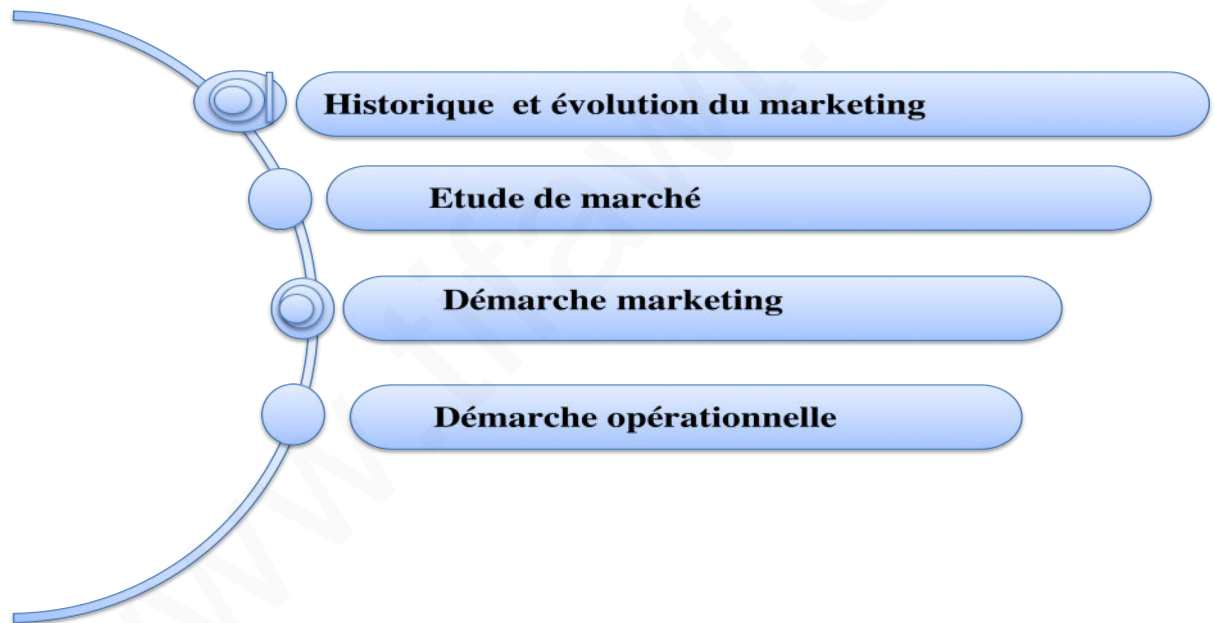 Historique et évolution du marketing
Etude de marché
Démarche marketing
Démarche opérationnelle